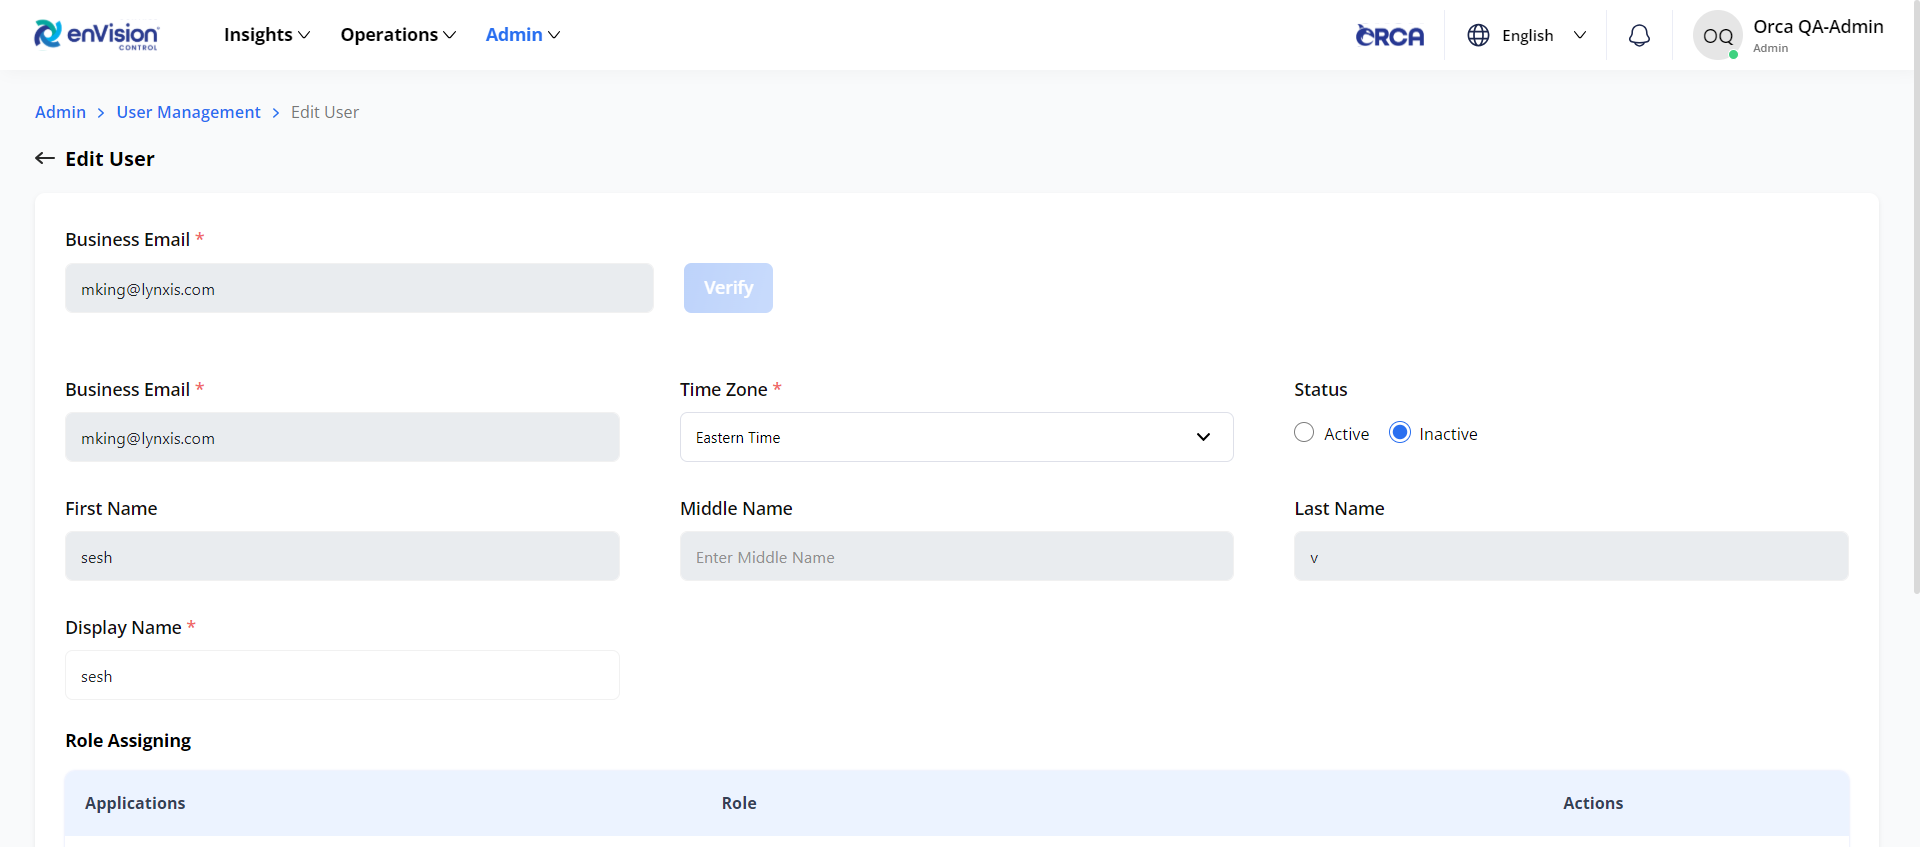 enVision
CONTROL
Insights
Operations
Admin
ORCA
English
OQ
Orca QA-Admin
Admin
Admin > User Management > Edit User
Edit User
Business Email *
mking@lynxis.com
Verify
Business Email *
Time Zone *
Status
mking@lynxis.com
Eastern Time
Active
Inactive
First Name
Middle Name
Last Name
sesh
Enter Middle Name
v
Display Name *
sesh
Role Assigning
Applications
Role
Actions